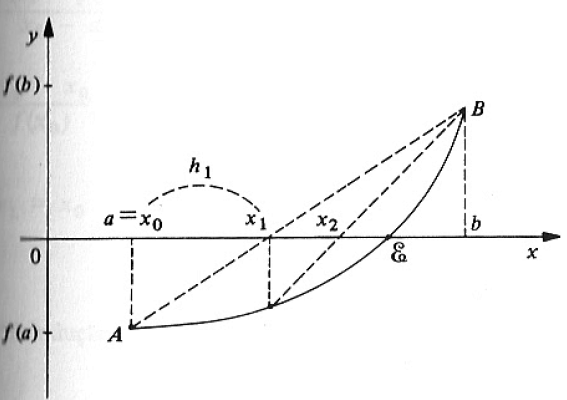 y
f(b)
B
h₁
a = x₀
x₁
x₂
b
0
ℰ
x
f(a)
A